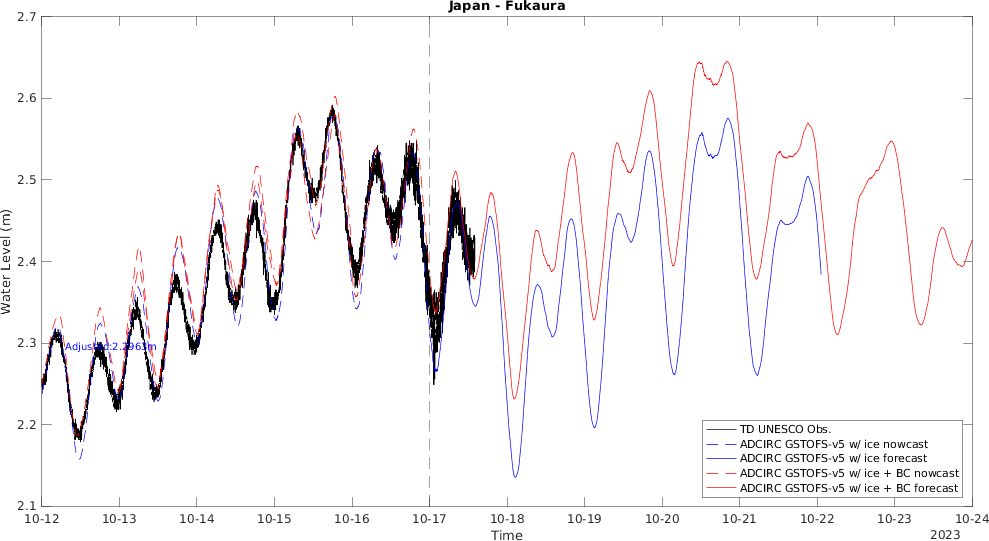 Japan - Fukaura
2.7
2.6
2.5
2.4
2.3
2.2
2.1
Water Level (m)
Adjusted:2.2963m
TD UNESCO Obs.
ADCIRC GSTOFS-v5 w/ ice nowcast
ADCIRC GSTOFS-v5 w/ ice forecast
ADCIRC GSTOFS-v5 w/ ice + BC nowcast
ADCIRC GSTOFS-v5 w/ ice + BC forecast
10-12 10-13 10-14 10-15 10-16 10-17 10-18 10-19 10-20 10-21 10-22 10-23 10-24
Time
2023